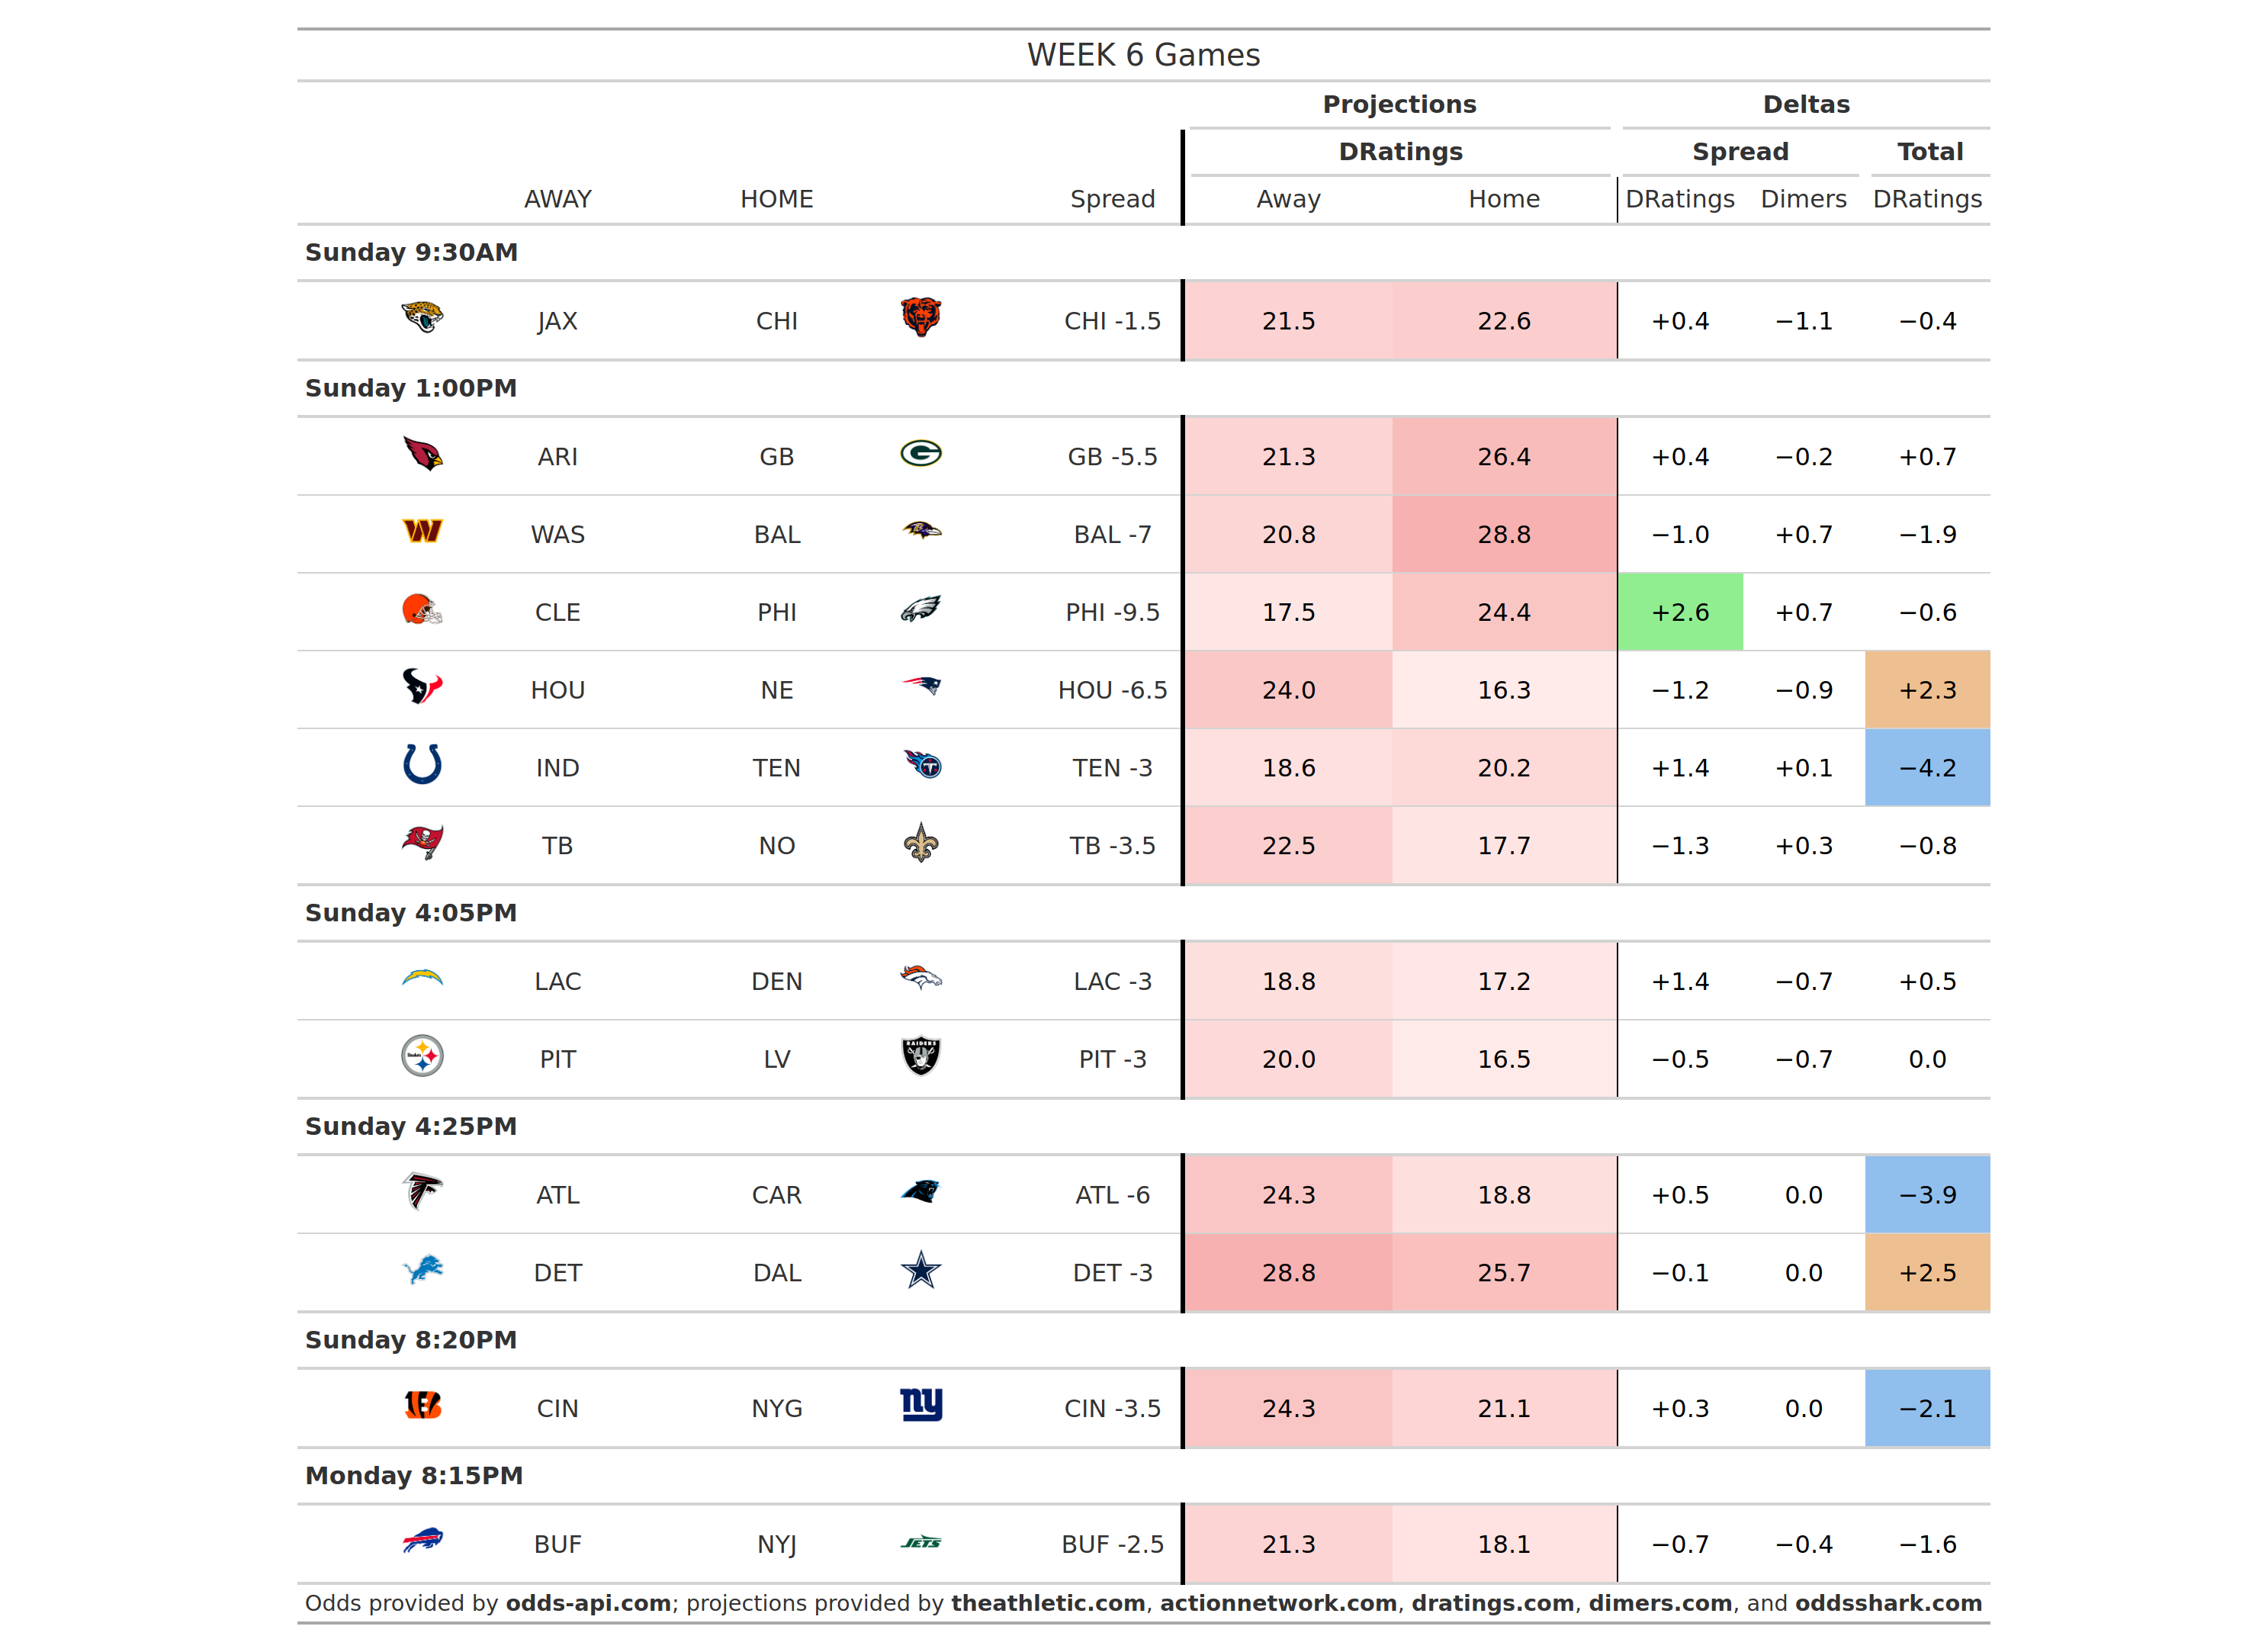 WEEK 6 Games
Projections Deltas
DRatings Spread Total
AWAY HOME Spread Away Home DRatings Dimers DRatings
Sunday 9:30AM
JAX CHI CHI -1.5 21.5 22.6 +0.4 −1.1 −0.4
Sunday 1:00PM
ARI GB GB -5.5 21.3 26.4 +0.4 −0.2 +0.7
WAS BAL BAL -7 20.8 28.8 −1.0 +0.7 −1.9
CLE PHI PHI -9.5 17.5 24.4 +2.6 +0.7 −0.6
HOU NE HOU -6.5 24.0 16.3 −1.2 −0.9 +2.3
IND TEN TEN -3 18.6 20.2 +1.4 +0.1 −4.2
TB NO TB -3.5 22.5 17.7 −1.3 +0.3 −0.8
Sunday 4:05PM
LAC DEN LAC -3 18.8 17.2 +1.4 −0.7 +0.5
PIT LV PIT -3 20.0 16.5 −0.5 −0.7 0.0
Sunday 4:25PM
ATL CAR ATL -6 24.3 18.8 +0.5 0.0 −3.9
DET DAL DET -3 28.8 25.7 −0.1 0.0 +2.5
Sunday 8:20PM
CIN NYG CIN -3.5 24.3 21.1 +0.3 0.0 −2.1
Monday 8:15PM
BUF NYJ BUF -2.5 21.3 18.1 −0.7 −0.4 −1.6
Odds provided by odds-api.com; projections provided by theathletic.com, actionnetwork.com, dratings.com, dimers.com, and oddsshark.com